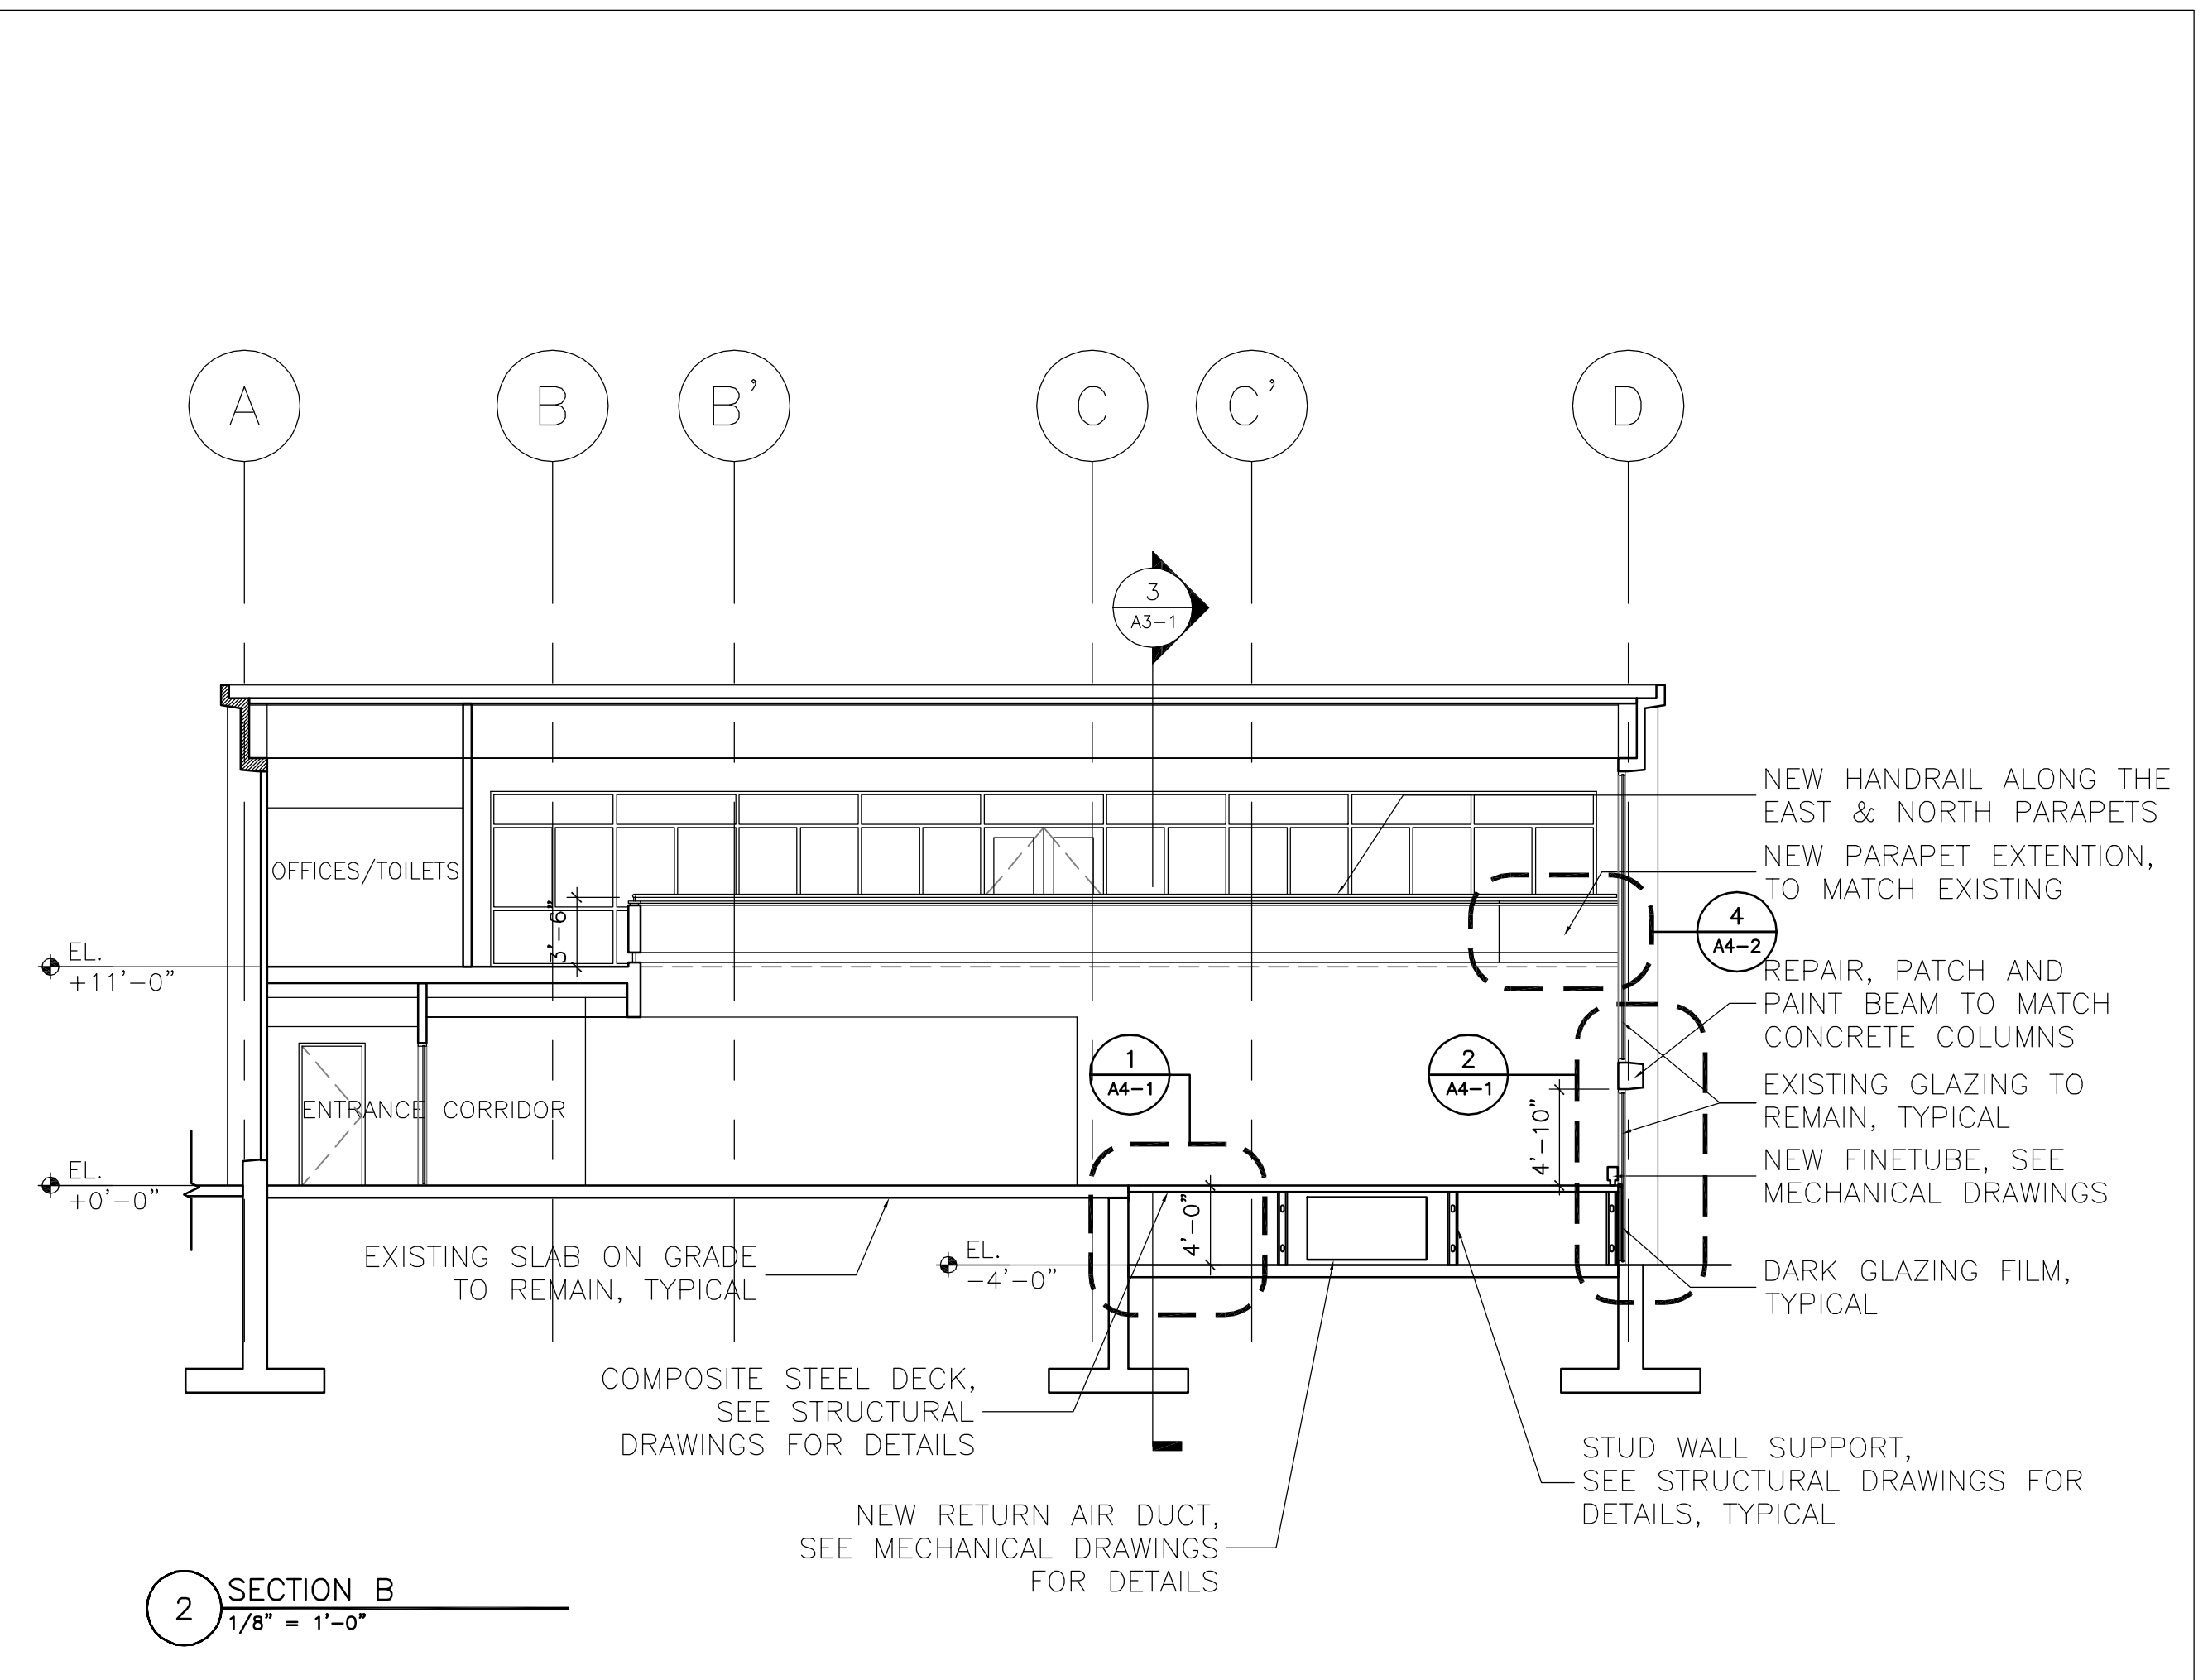 A
B
B'
C
C'
D
3
A3-1
NEW HANDRAIL ALONG THE
EAST & NORTH PARAPETS
NEW PARAPET EXTENTION,
TO MATCH EXISTING
OFFICES/TOILETS
4
A4-2
3'-6"
EL.
+11'-0"
REPAIR, PATCH AND
PAINT BEAM TO MATCH
CONCRETE COLUMNS
1
A4-1
2
A4-1
EXISTING GLAZING TO
REMAIN, TYPICAL
ENTRANCE CORRIDOR
4'-10"
EL.
+0'-0"
NEW FINETUBE, SEE
MECHANICAL DRAWINGS
4'-0"
EXISTING SLAB ON GRADE
TO REMAIN, TYPICAL
EL.
-4'-0"
DARK GLAZING FILM,
TYPICAL
COMPOSITE STEEL DECK,
SEE STRUCTURAL
DRAWINGS FOR DETAILS
STUD WALL SUPPORT,
SEE STRUCTURAL DRAWINGS FOR
DETAILS, TYPICAL
NEW RETURN AIR DUCT,
SEE MECHANICAL DRAWINGS
FOR DETAILS
2
SECTION B
1/8" = 1'-0"